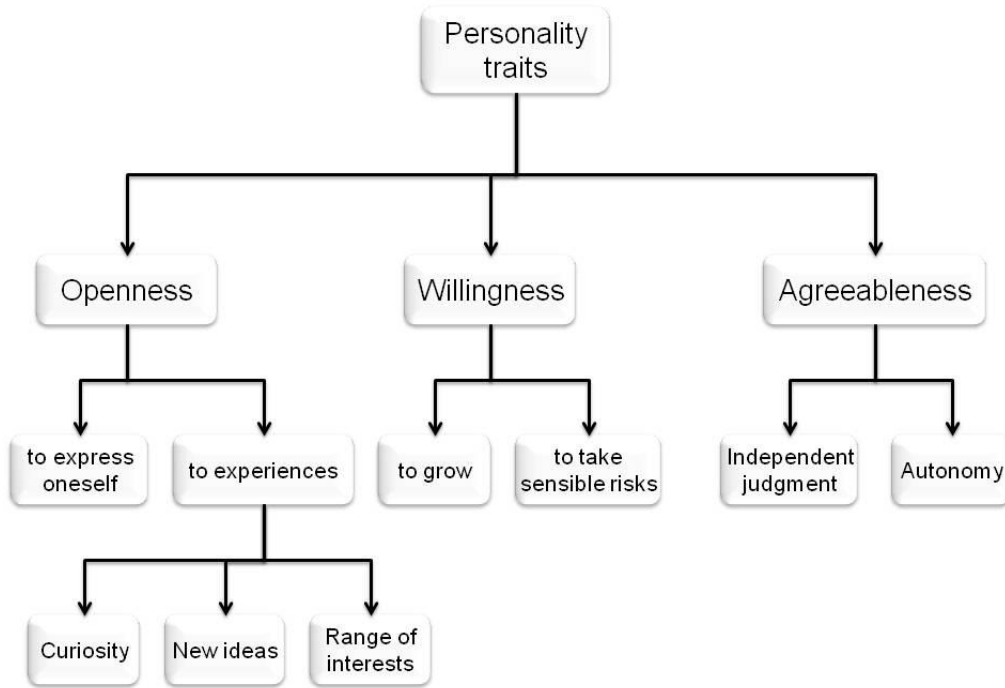 Personality
traits
Openness
Willingness
Agreeableness
to express
oneself
to experiences
to grow
to take
sensible risks
Independent
judgment
Autonomy
Curiosity
New ideas
Range of
interests